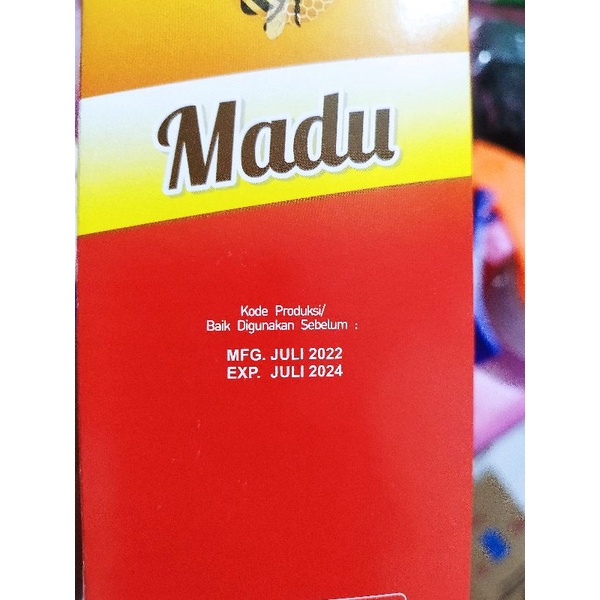 Madu
Kode Produksi/
Baik Digunakan Sebelum :
MFG. JULI 2022
EXP. JULI 2024